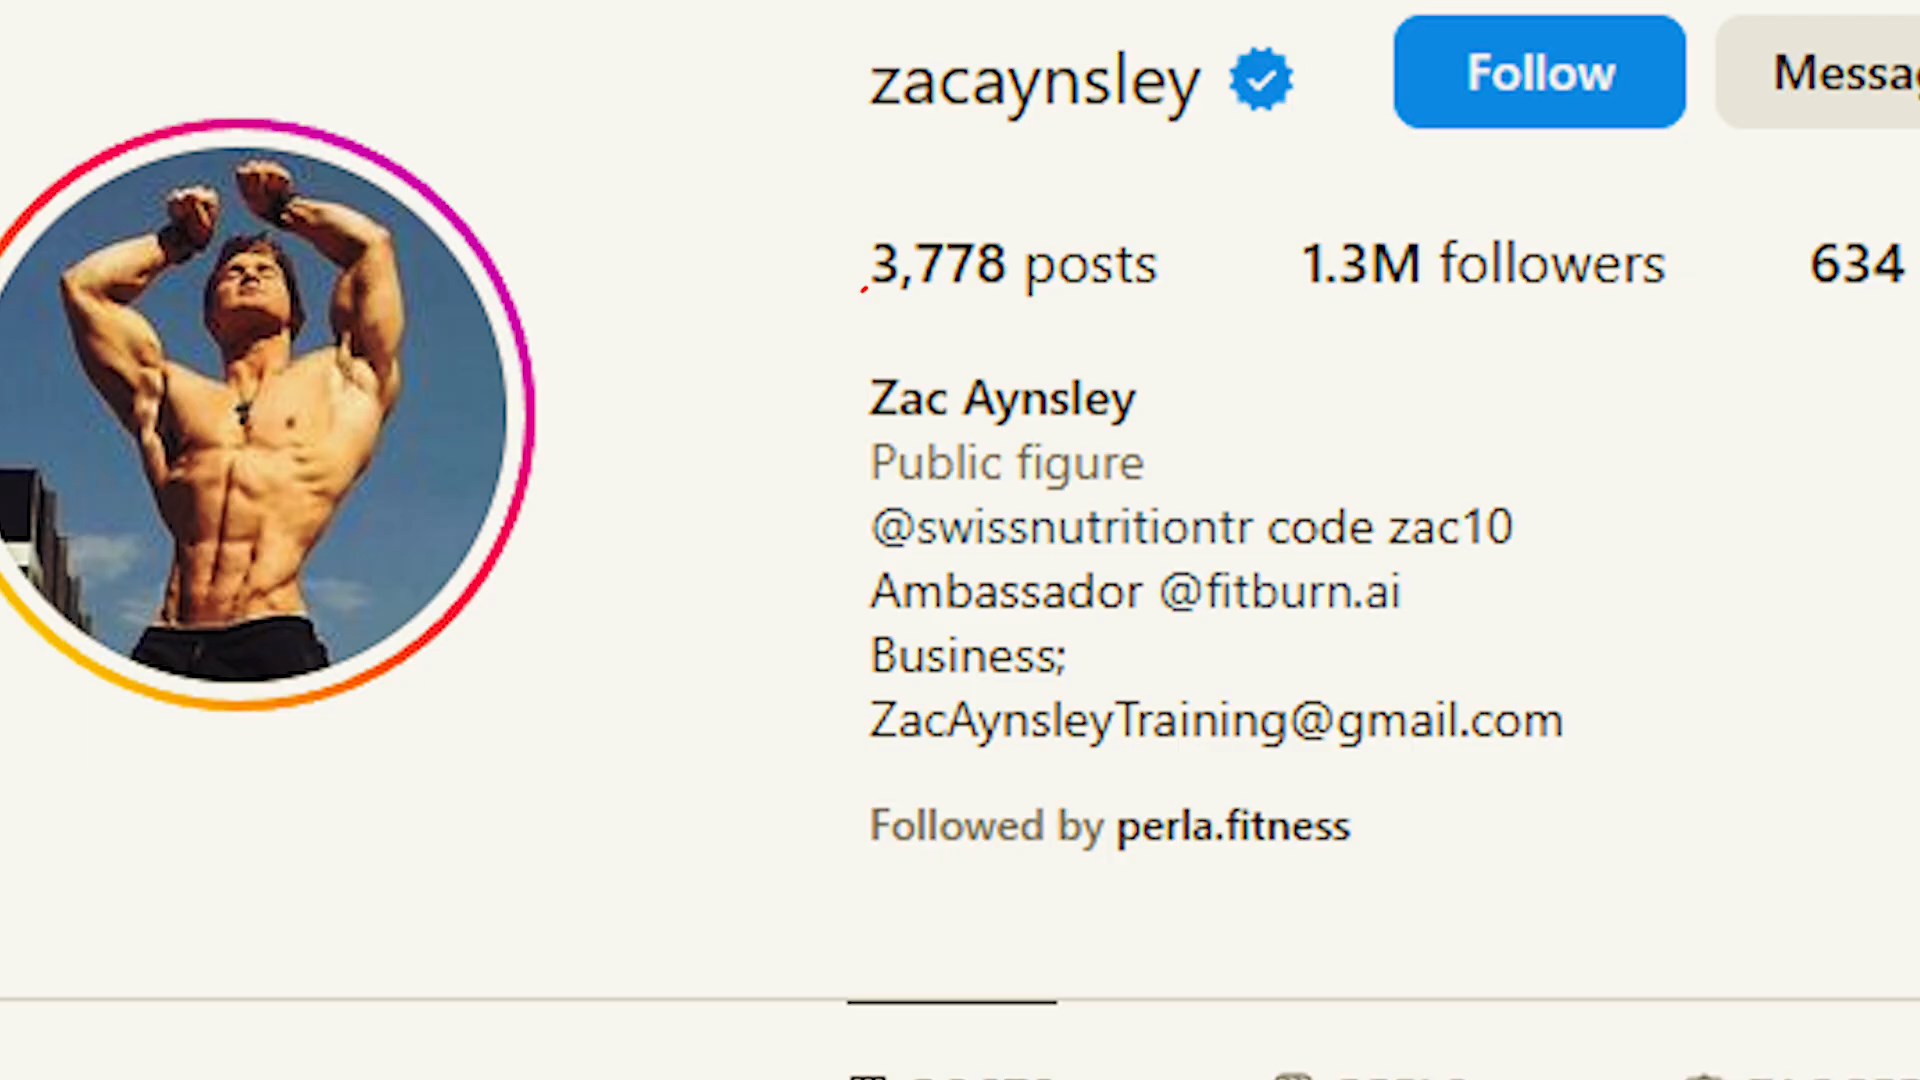 zacaynsley
Follow
Messag
3,778 posts
1.3M followers
634
Zac Aynsley
Public figure
@swissnutritiontr code zac10
Ambassador @fitburn.ai
Business;
ZacAynsleyTraining@gmail.com
Followed by perla.fitness